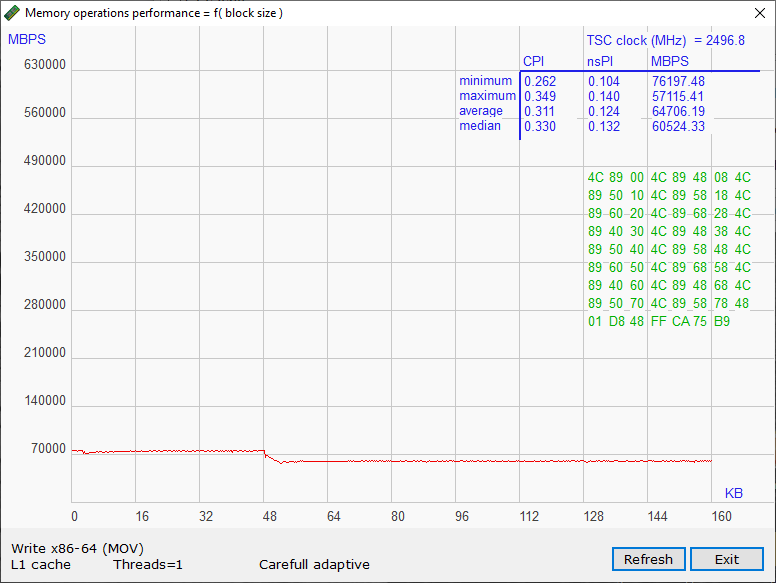 Memory operations performance = f( block size )
MBPS
TSC clock (MHz) = 2496.8
CPI nsPI MBPS
minimum 0.262 0.104 76197.48
maximum 0.349 0.140 57115.41
average 0.311 0.124 64706.19
median 0.330 0.132 60524.33
630000
560000
490000
420000
350000
280000
210000
140000
70000
4C 89 00 4C 89 48 08 4C
89 50 10 4C 89 58 18 4C
89 60 20 4C 89 68 28 4C
89 40 30 4C 89 48 38 4C
89 50 40 4C 89 58 48 4C
89 60 50 4C 89 68 58 4C
89 40 60 4C 89 48 68 4C
89 50 70 4C 89 58 78 48
01 D8 48 FF CA 75 B9
KB
0 16 32 48 64 80 96 112 128 144 160
Write x86-64 (MOV)
L1 cache Threads=1 Carefull adaptive
Refresh Exit